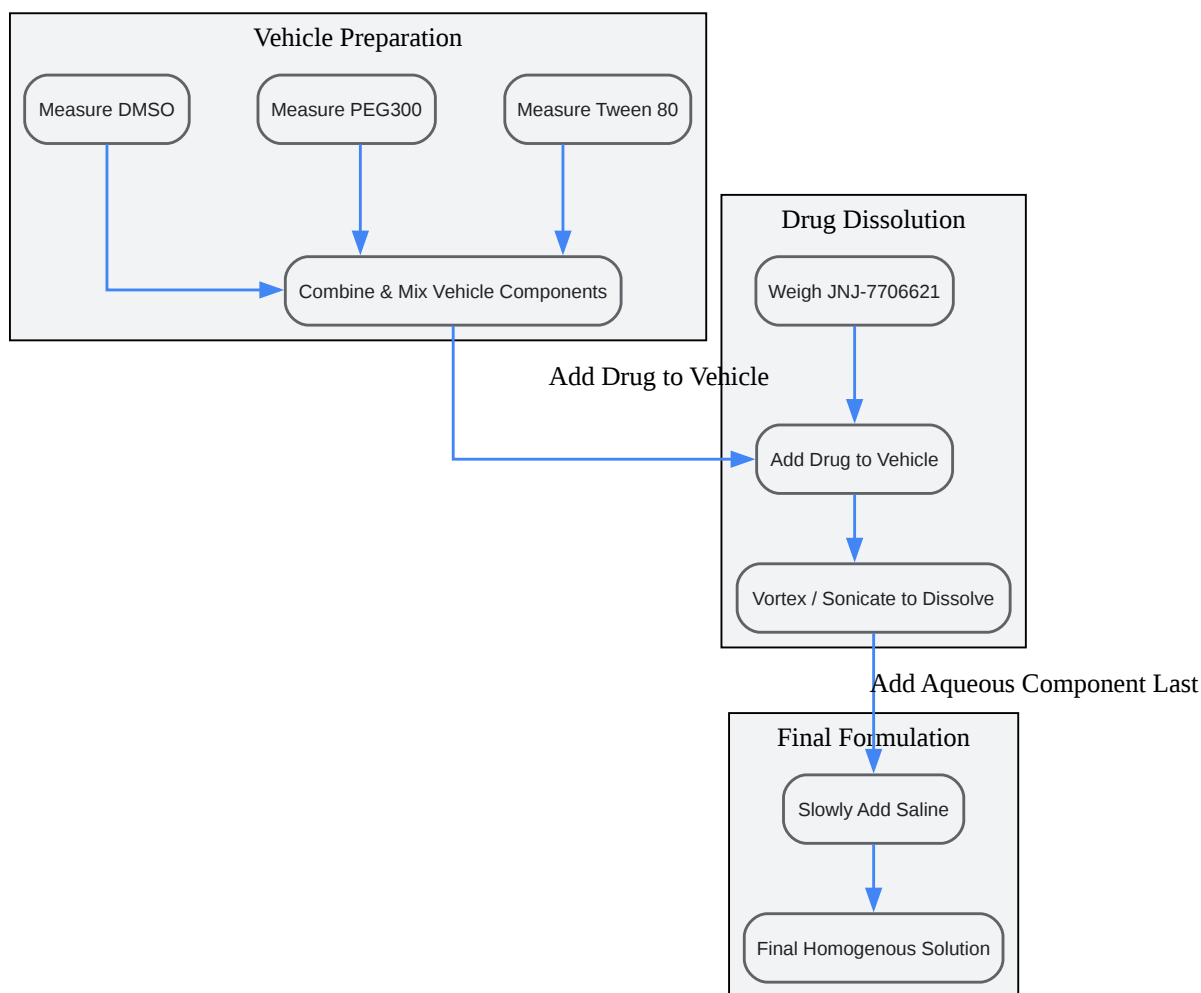 Vehicle Preparation
Measure DMSO
Measure PEG300
Measure Tween 80
Combine & Mix Vehicle Components
Add Drug to Vehicle
Drug Dissolution
Weigh JNJ-7706621
Add Drug to Vehicle
Vortex / Sonicate to Dissolve
Add Aqueous Component Last
Final Formulation
Slowly Add Saline
Final Homogenous Solution